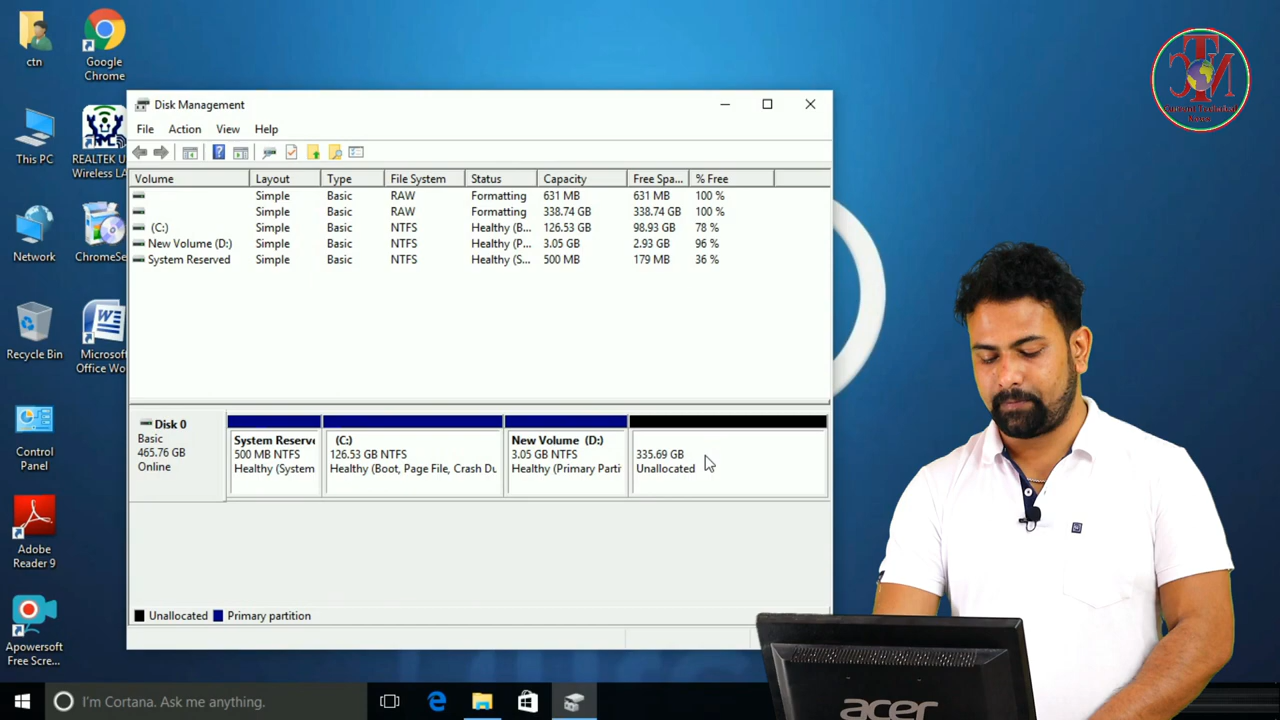 ctn
Google
Chrome
This PC
REALTEK U
Wireless LA
Network
ChromeSe
Recycle Bin
Microsoft
Office Wo
Control
Panel
Adobe
Reader 9
Apowersoft
Free Scre...
Disk Management
File Action View Help
Volume Layout Type File System Status Capacity Free Spa... % Free
Simple Basic RAW Formatting 631 MB 631 MB 100 %
Simple Basic RAW Formatting 338.74 GB 338.74 GB 100 %
(C:) Simple Basic NTFS Healthy (B... 126.53 GB 98.93 GB 78 %
New Volume (D:) Simple Basic NTFS Healthy (P... 3.05 GB 2.93 GB 96 %
System Reserved Simple Basic NTFS Healthy (S... 500 MB 179 MB 36 %
Disk 0
Basic
465.76 GB
Online
System Reserve
500 MB NTFS
Healthy (System
(C:)
126.53 GB NTFS
Healthy (Boot, Page File, Crash Du
New Volume (D:)
3.05 GB NTFS
Healthy (Primary Parti
335.69 GB
Unallocated
Unallocated Primary partition
I'm Cortana. Ask me anything.
acer
CTN